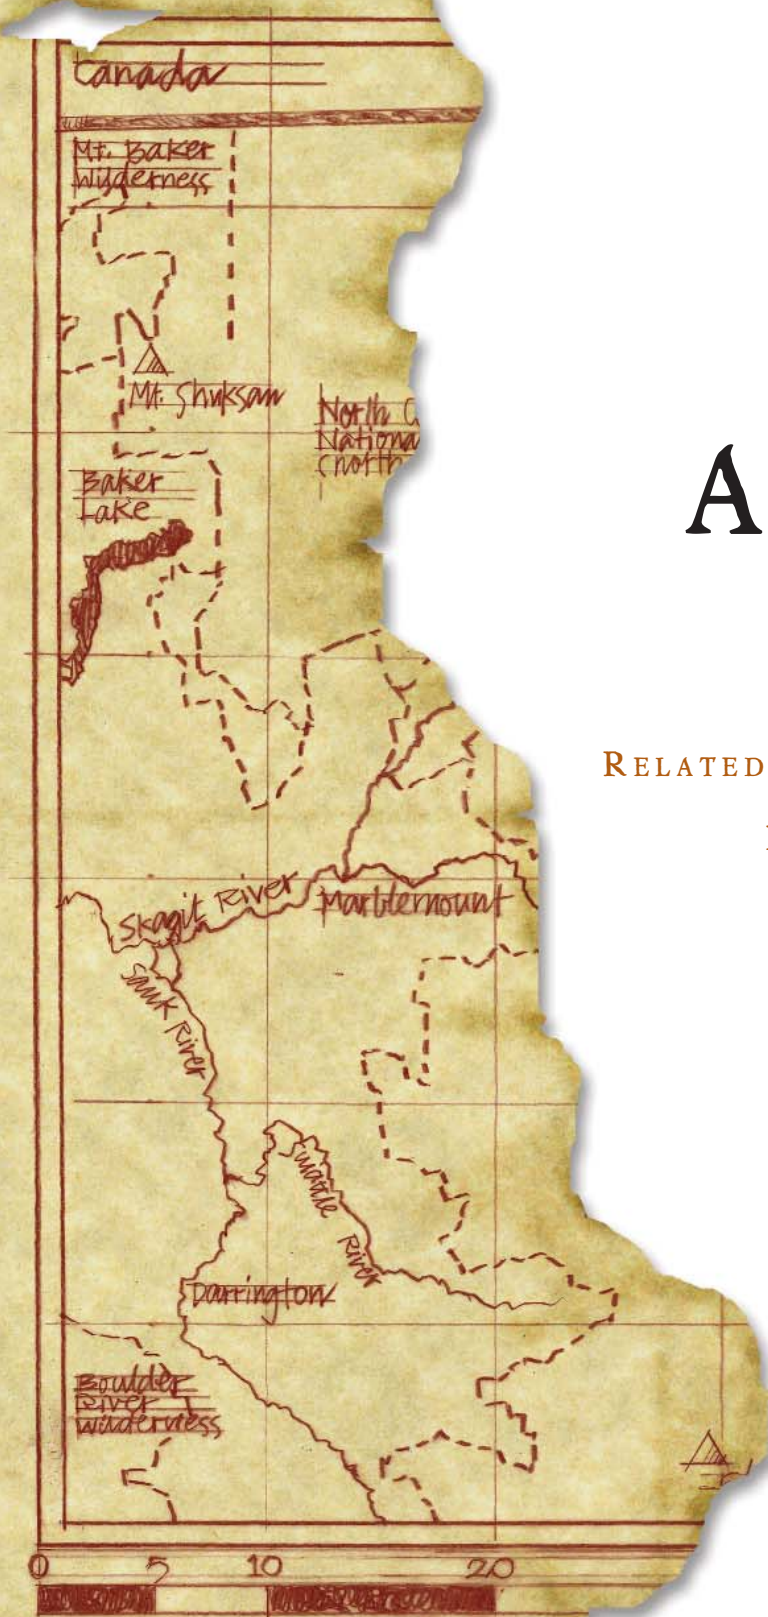 Canada
Mt. Baker
Wilderness
Mt. Shuksan
North
Nationa
(north
Baker
Lake
A
RELATED
Skagit River
Marblemount
Sauk River
Suiattle River
Darrington
Boulder
River
Wilderness
0 5 10 20